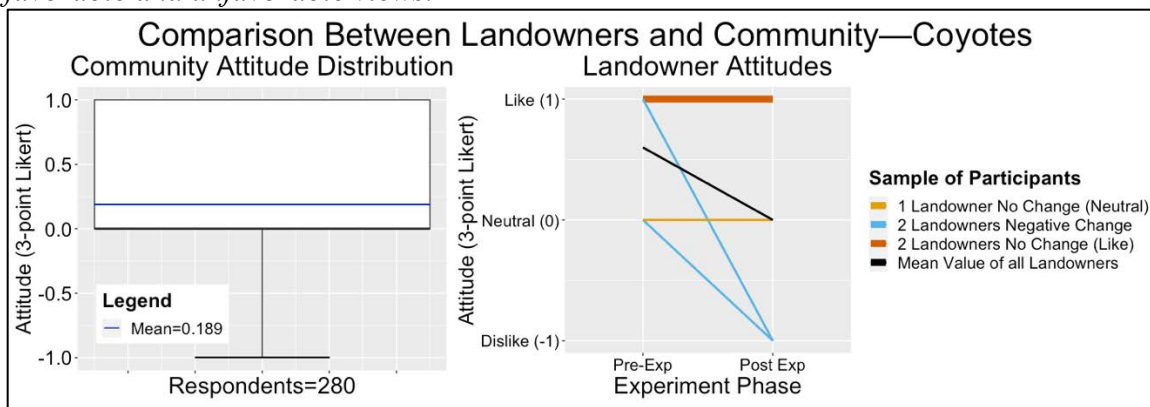 Comparison Between Landowners and Community—Coyotes
Community Attitude Distribution
Attitude (3-point Likert)
1.0
0.5
0.0
-0.5
-1.0
Legend
Mean=0.189
Respondents=280
Landowner Attitudes
Attitude (3-point Likert)
Like (1)
Neutral (0)
Dislike (-1)
Pre-Exp
Post Exp
Experiment Phase
Sample of Participants
1 Landowner No Change (Neutral)
2 Landowners Negative Change
2 Landowners No Change (Like)
Mean Value of all Landowners